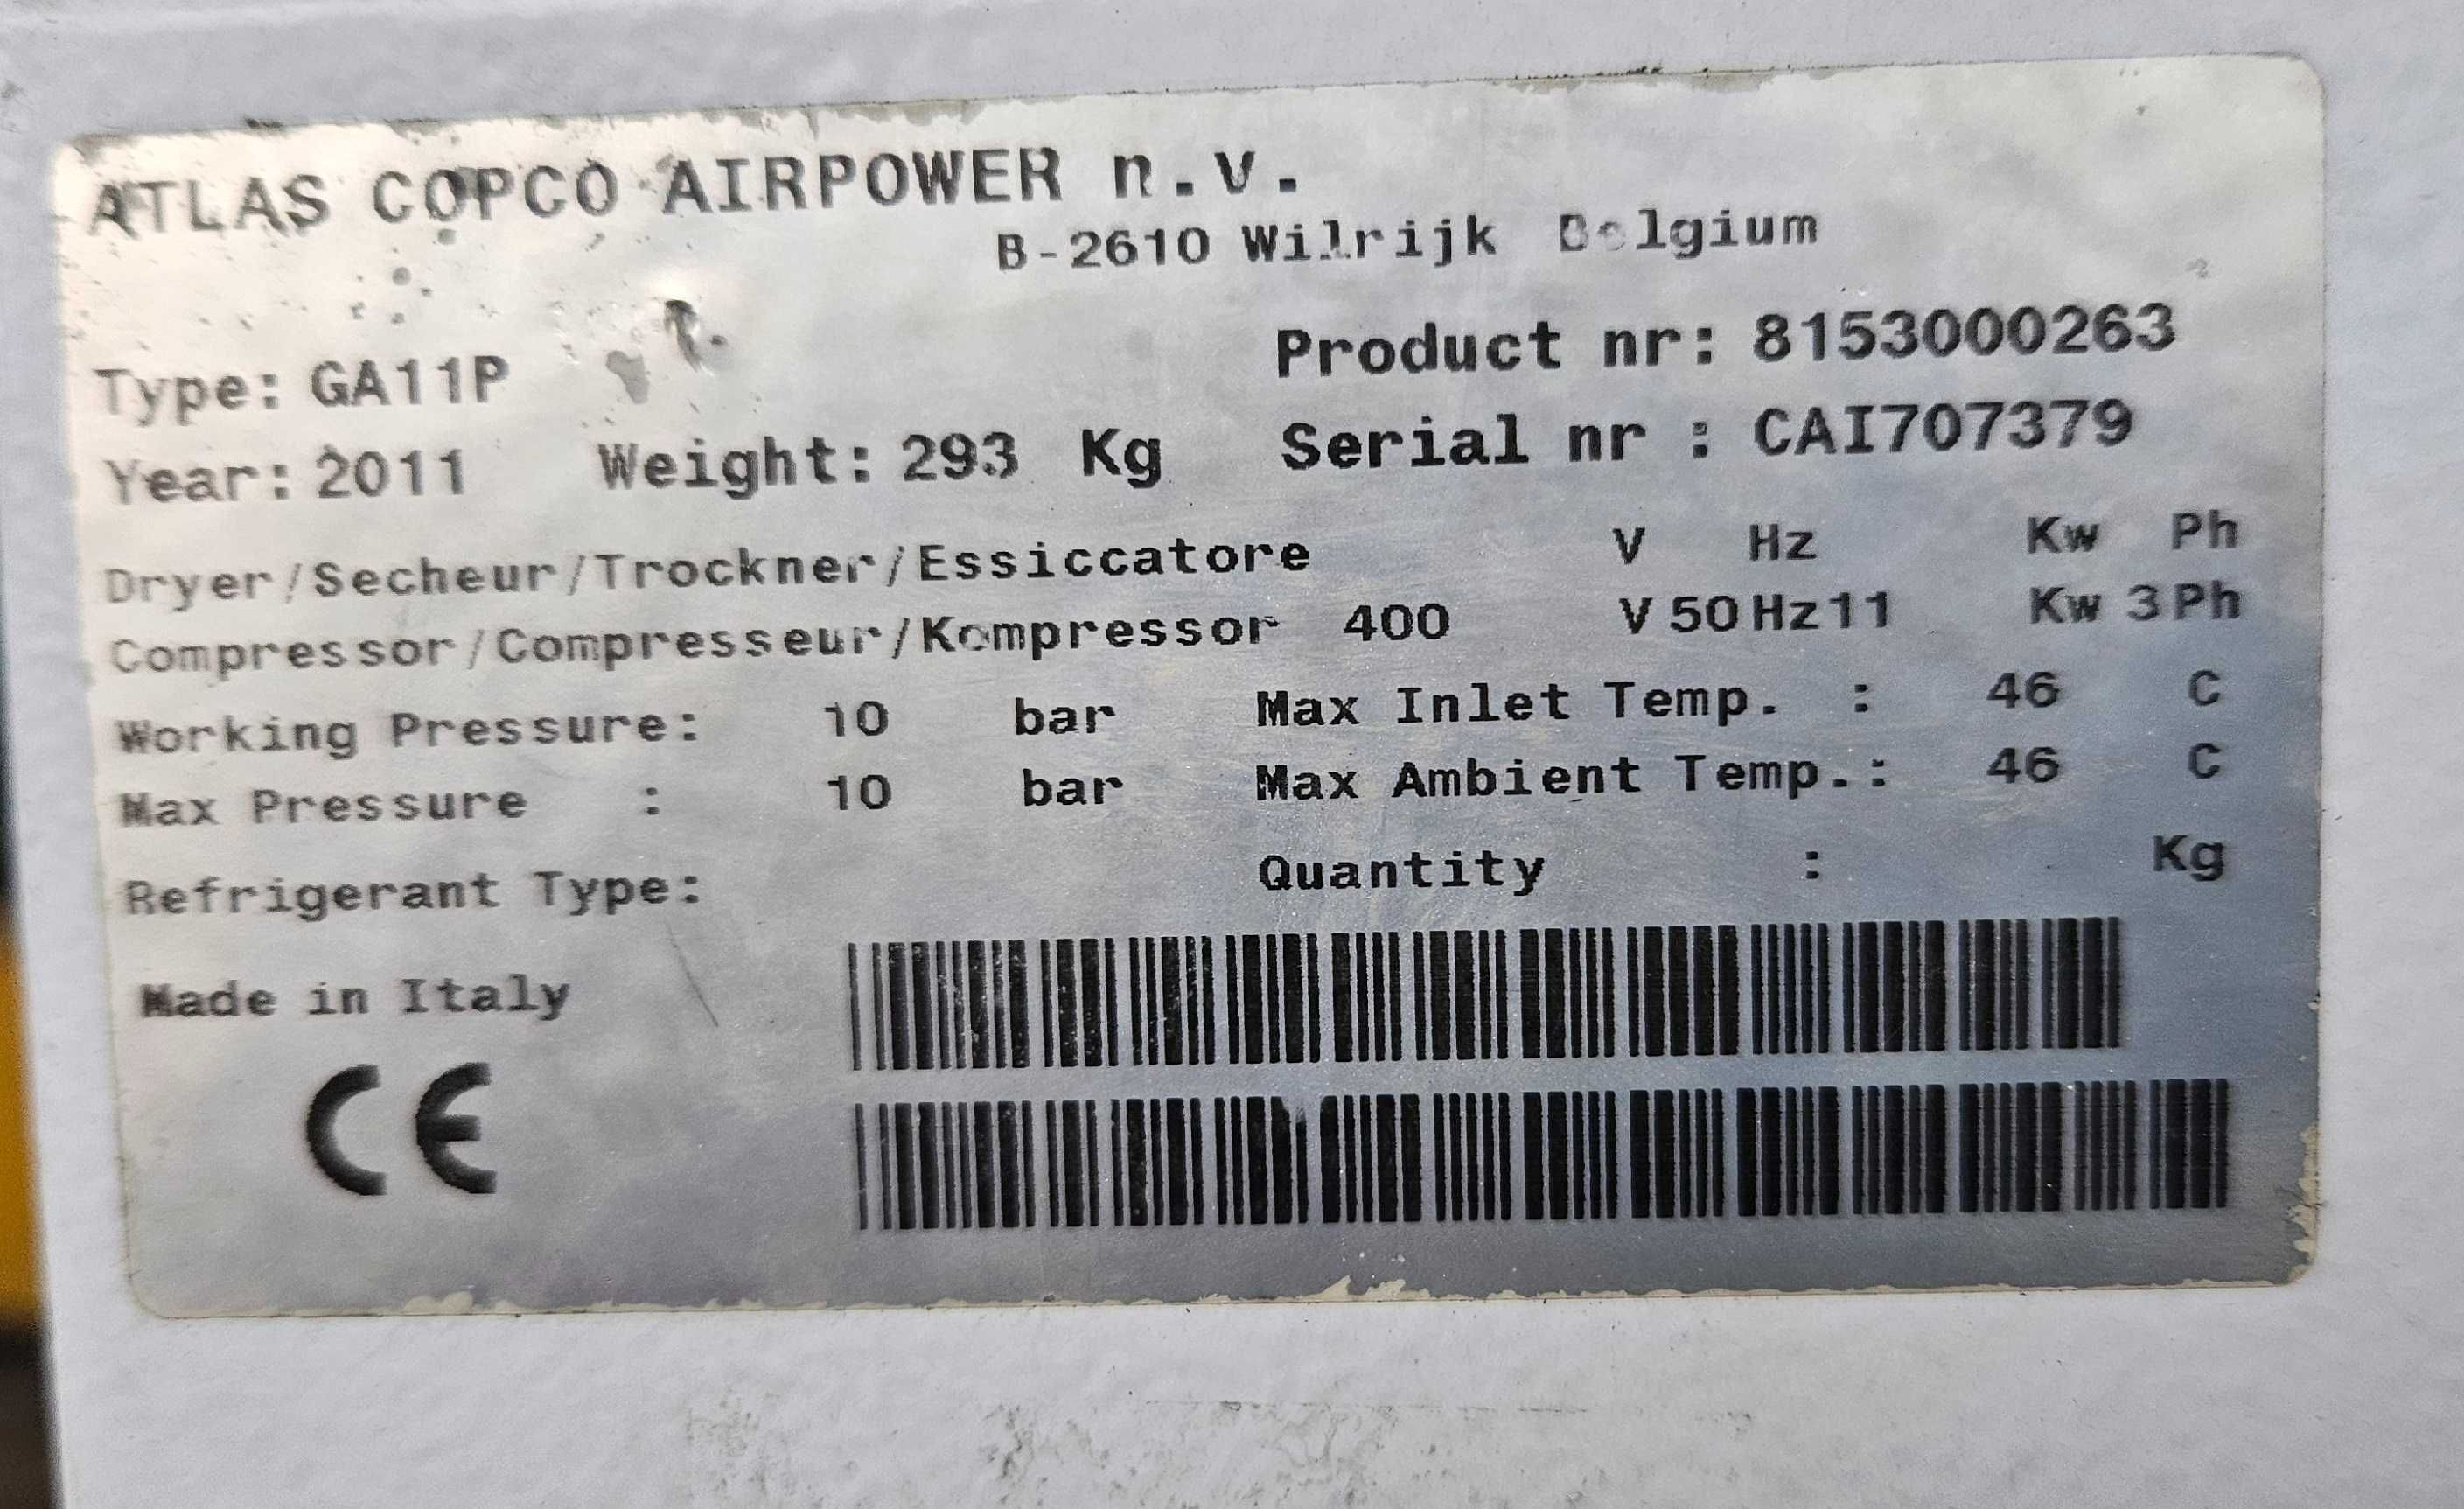 ATLAS COPCO AIRPOWER n.v.
B-2610 Wilrijk Belgium
Type: GA11P
Product nr: 8153000263
Year: 2011 Weight: 293 Kg Serial nr : CAI707379
Dryer/Secheur/Trockner/Essiccatore V Hz Kw Ph
Compressor/Compresseur/Kompressor 400 V 50 Hz 11 Kw 3 Ph
Working Pressure: 10 bar Max Inlet Temp. : 46 C
Max Pressure : 10 bar Max Ambient Temp.: 46 C
Refrigerant Type: Quantity : Kg
Made in Italy
CE